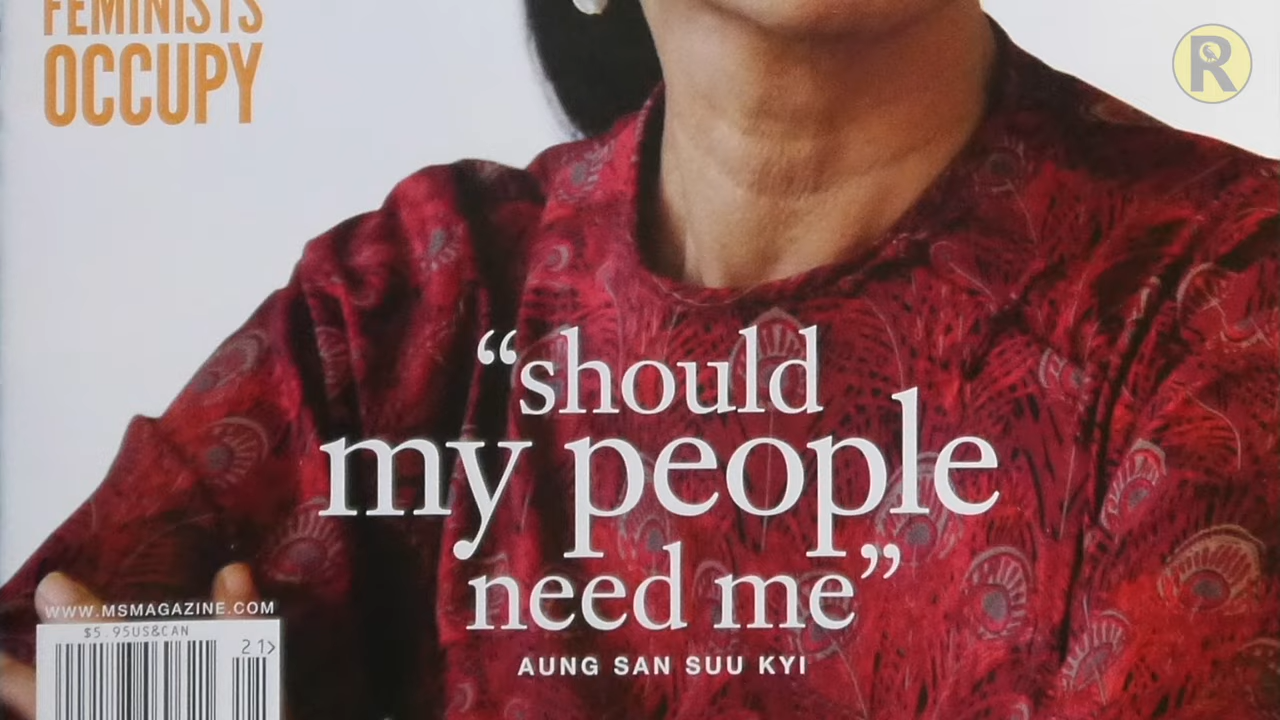 FEMINISTS
OCCUPY
R
“should
my people
need me”
AUNG SAN SUU KYI
WWW.MSMAGAZINE.COM
$5.95US&CAN
21>